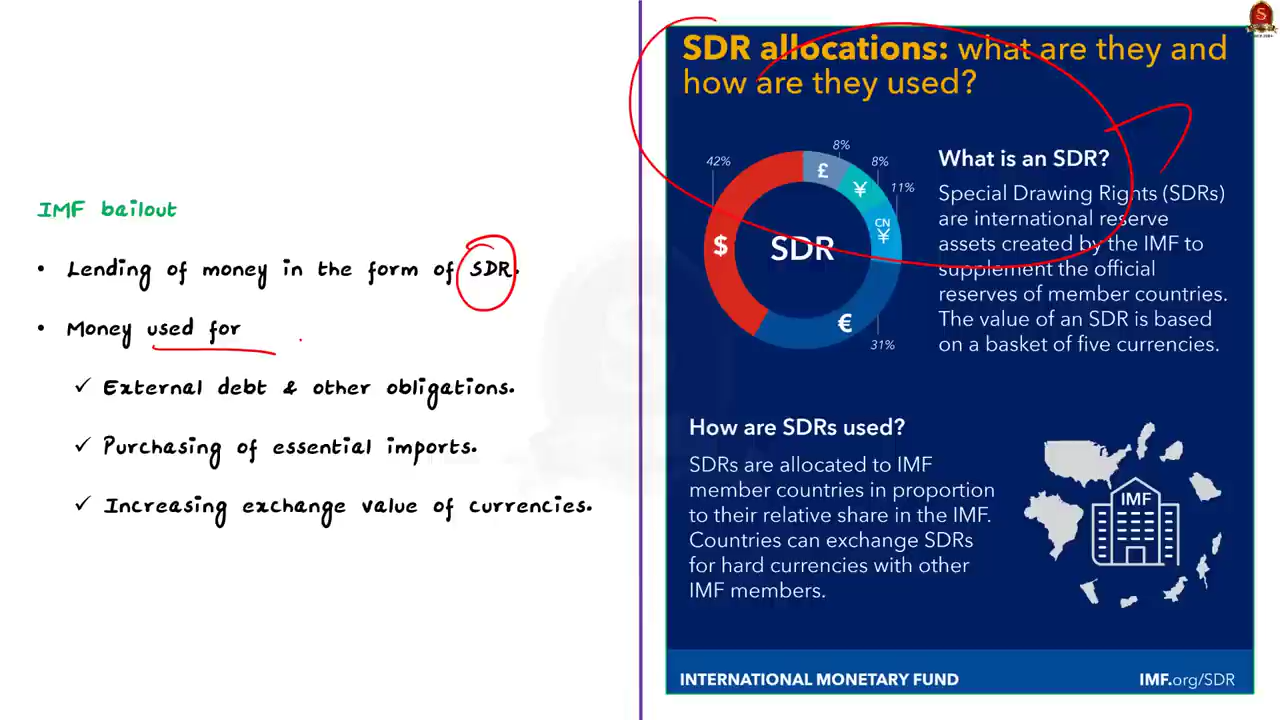 IMF bailout
• Lending of money in the form of SDR.
• Money used for
✓ External debt & other obligations.
✓ Purchasing of essential imports.
✓ Increasing exchange value of currencies.
SDR allocations: what are they and
how are they used?
42%
8%
8%
11%
31%
£
¥
CN
¥
$
€
SDR
What is an SDR?
Special Drawing Rights (SDRs)
are international reserve
assets created by the IMF to
supplement the official
reserves of member countries.
The value of an SDR is based
on a basket of five currencies.
How are SDRs used?
SDRs are allocated to IMF
member countries in proportion
to their relative share in the IMF.
Countries can exchange SDRs
for hard currencies with other
IMF members.
IMF
INTERNATIONAL MONETARY FUND
IMF.org/SDR